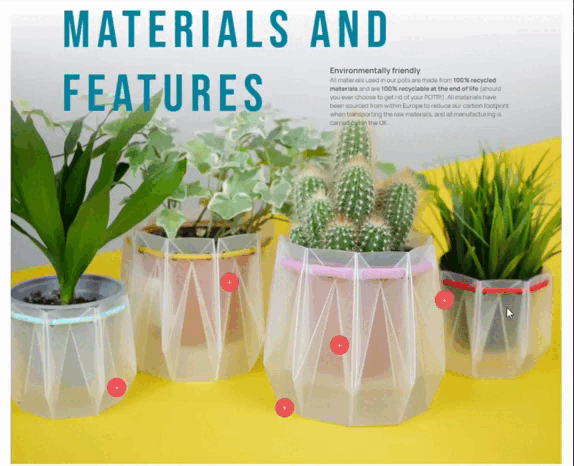 MATERIALS AND
FEATURES
Environmentally friendly
All materials used in our pots are made from 100% recycled
materials and are 100% recyclable at the end of life (should
you ever choose to get rid of your POTR!). All materials have
been sourced from within Europe to reduce our carbon footprint
when transporting the raw materials, and all manufacturing is
carried out in the UK.